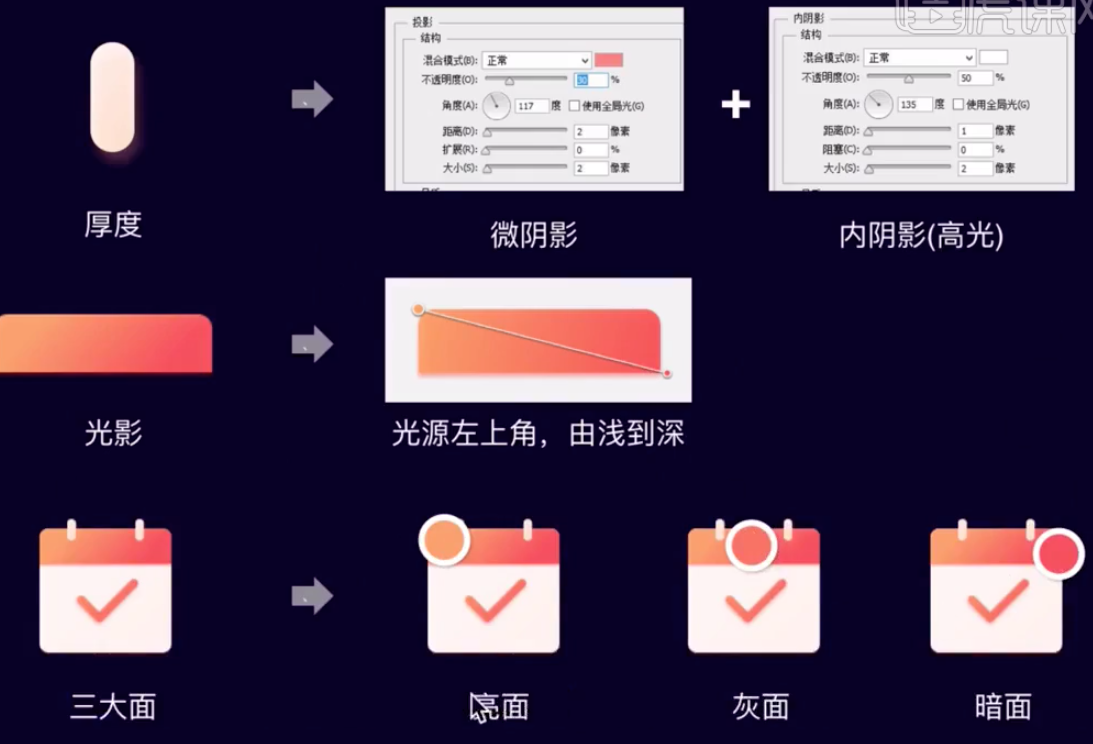 投影
结构
混合模式(B): 正常
不透明度(O): 30 %
角度(A): 117 度 使用全局光(G)
距离(D): 2 像素
扩展(R): 0 %
大小(S): 2 像素
内阴影
结构
混合模式(B): 正常
不透明度(O): 50 %
角度(A): 135 度 使用全局光(G)
距离(D): 1 像素
阻塞(C): 0 %
大小(S): 2 像素
厚度
微阴影
内阴影(高光)
光影
光源左上角，由浅到深
三大面
亮面
灰面
暗面